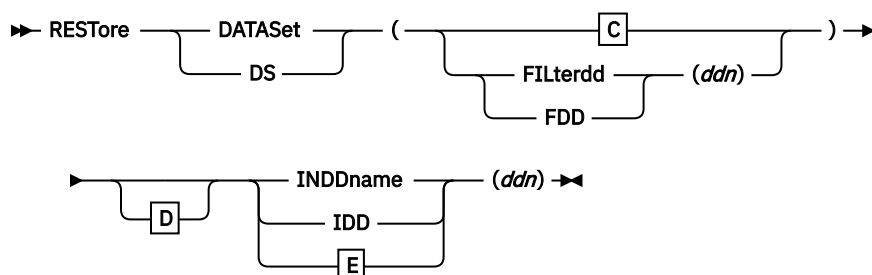 RESTore DATASet ( C )
DS FILterdd (ddn)
FDD
INDDname (ddn)
D IDD
E